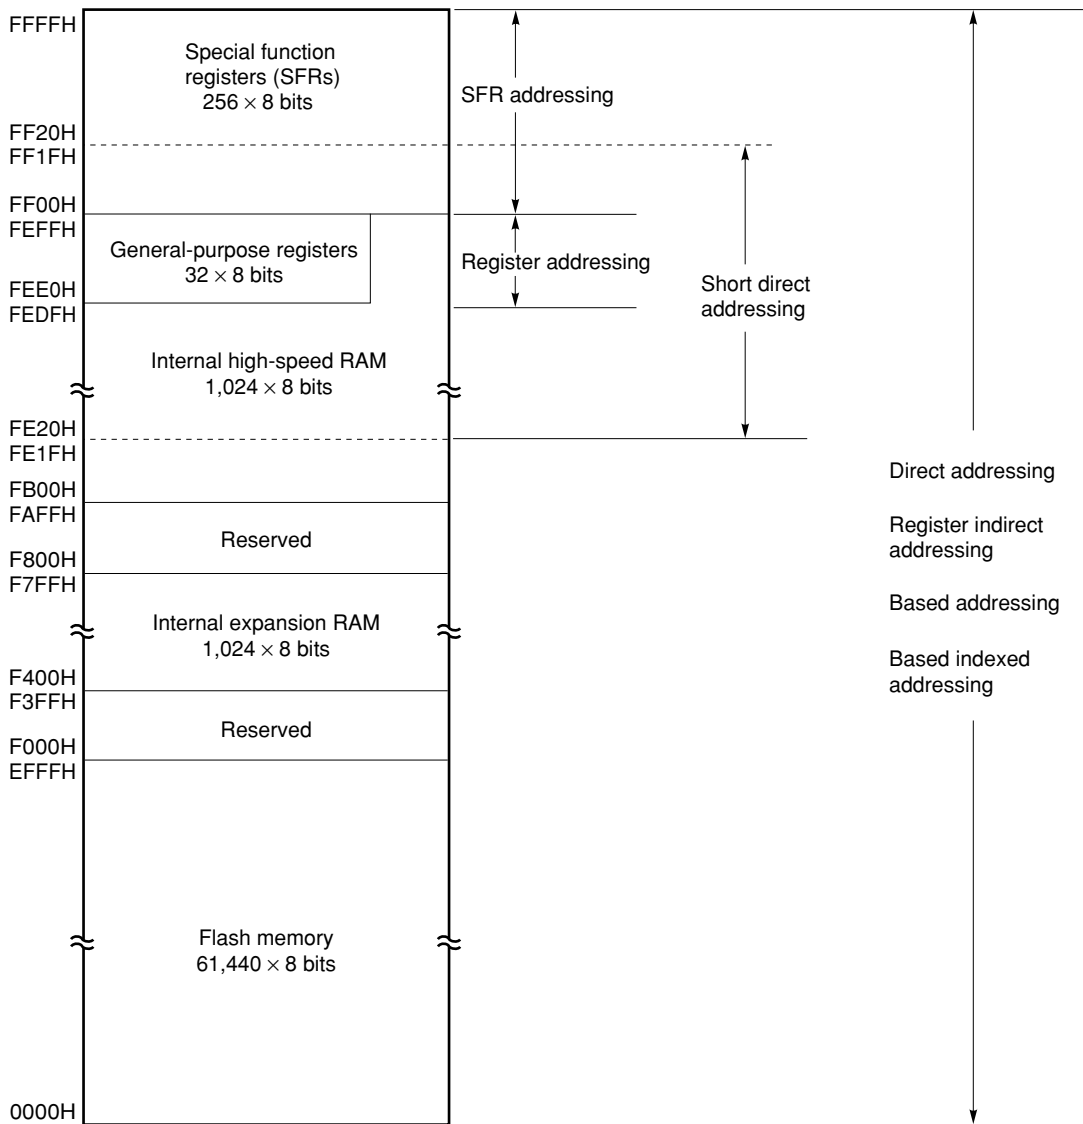 FFFFH
Special function
registers (SFRs)
256 × 8 bits
SFR addressing
FF20H
FF1FH
FF00H
FEFFH
General-purpose registers
32 × 8 bits
Register addressing
Short direct
addressing
FEE0H
FEDFH
Internal high-speed RAM
1,024 × 8 bits
FE20H
FE1FH
FB00H
FAFFH
Reserved
F800H
F7FFH
Internal expansion RAM
1,024 × 8 bits
F400H
F3FFH
Reserved
F000H
EFFFH
Flash memory
61,440 × 8 bits
0000H
Direct addressing
Register indirect
addressing
Based addressing
Based indexed
addressing